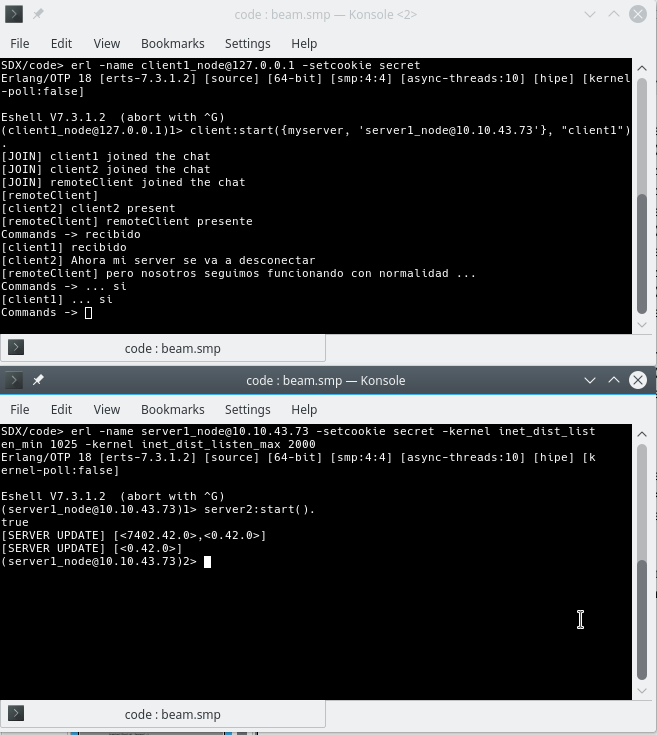 code : beam.smp — Konsole <2>
File Edit View Bookmarks Settings Help
SDX/code> erl -name client1_node@127.0.0.1 -setcookie secret
Erlang/OTP 18 [erts-7.3.1.2] [source] [64-bit] [smp:4:4] [async-threads:10] [hipe] [kernel
-poll:false]
Eshell V7.3.1.2  (abort with ^G)
(client1_node@127.0.0.1)1> client:start({myserver, 'server1_node@10.10.43.73'}, "client1")
.
[JOIN] client1 joined the chat
[JOIN] client2 joined the chat
[JOIN] remoteClient joined the chat
[remoteClient]
[client2] client2 present
[remoteClient] remoteClient presente
Commands -> recibido
[client1] recibido
[client2] Ahora mi server se va a desconectar
[remoteClient] pero nosotros seguimos funcionando con normalidad ...
Commands -> ... si
[client1] ... si
Commands ->
code : beam.smp
code : beam.smp — Konsole
File Edit View Bookmarks Settings Help
SDX/code> erl -name server1_node@10.10.43.73 -setcookie secret -kernel inet_dist_list
en_min 1025 -kernel inet_dist_listen_max 2000
Erlang/OTP 18 [erts-7.3.1.2] [source] [64-bit] [smp:4:4] [async-threads:10] [hipe] [k
ernel-poll:false]
Eshell V7.3.1.2  (abort with ^G)
(server1_node@10.10.43.73)1> server2:start().
true
[SERVER UPDATE] [<7402.42.0>,<0.42.0>]
[SERVER UPDATE] [<0.42.0>]
(server1_node@10.10.43.73)2>
code : beam.smp